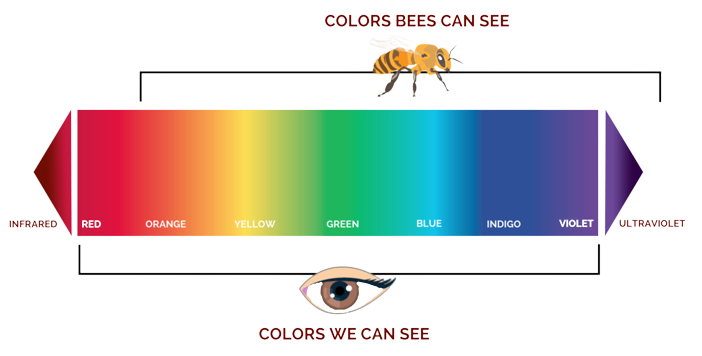 COLORS BEES CAN SEE
INFRARED
RED
ORANGE
YELLOW
GREEN
BLUE
INDIGO
VIOLET
ULTRAVIOLET
COLORS WE CAN SEE